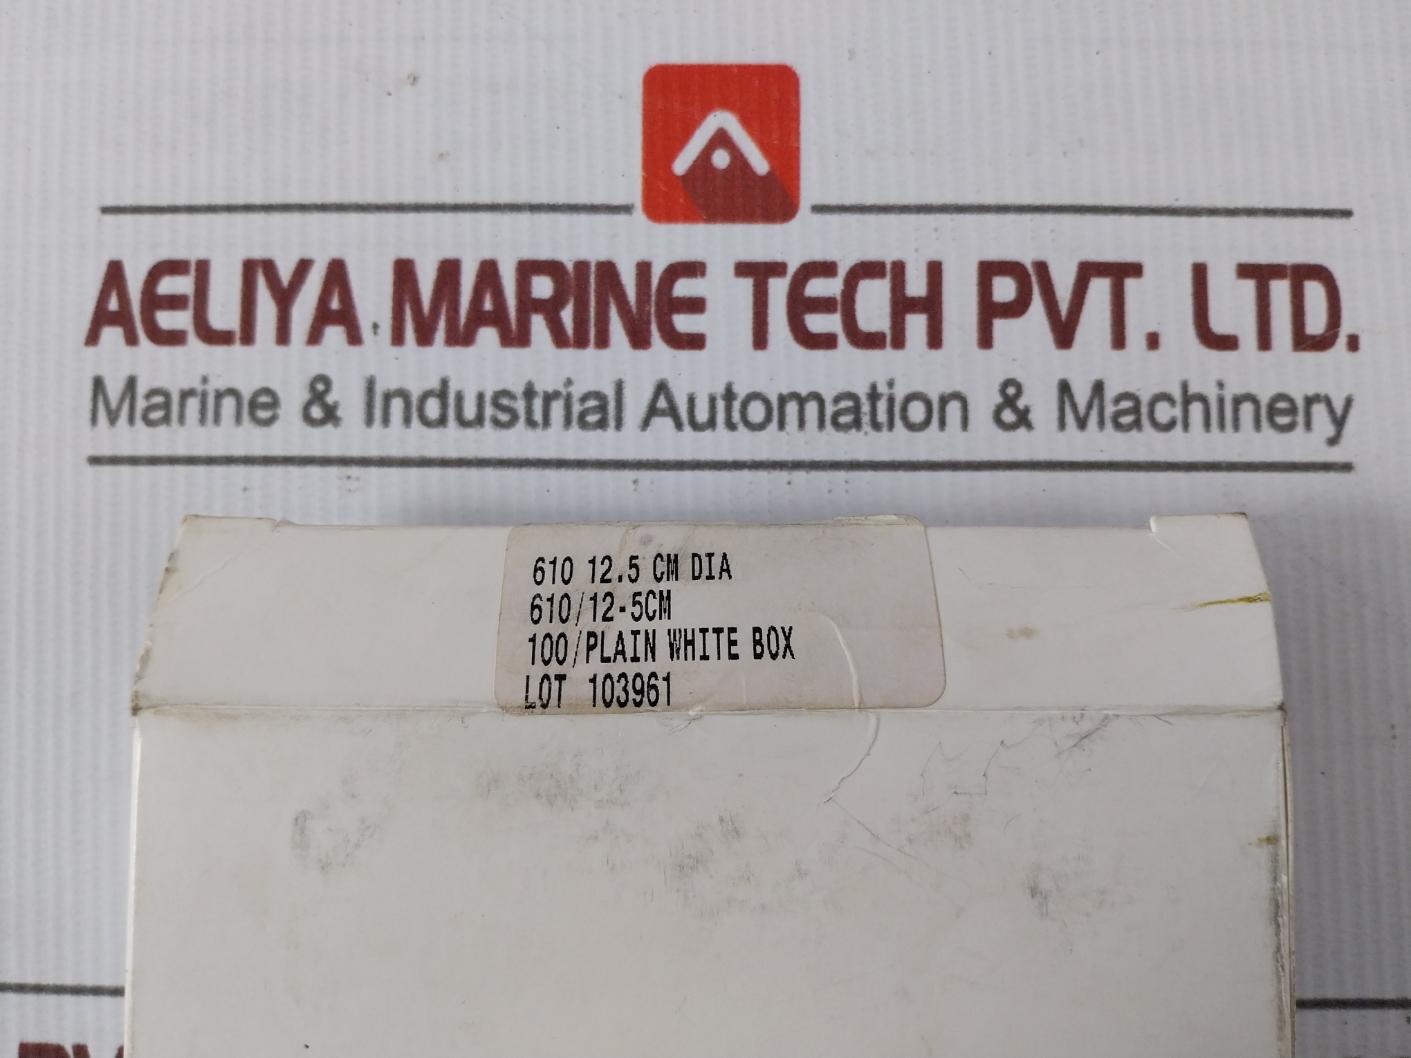 AELIYA MARINE TECH PVT. LTD.
Marine & Industrial Automation & Machinery
610 12.5 CM DIA
610/12-5CM
100/PLAIN WHITE BOX
LOT 103961